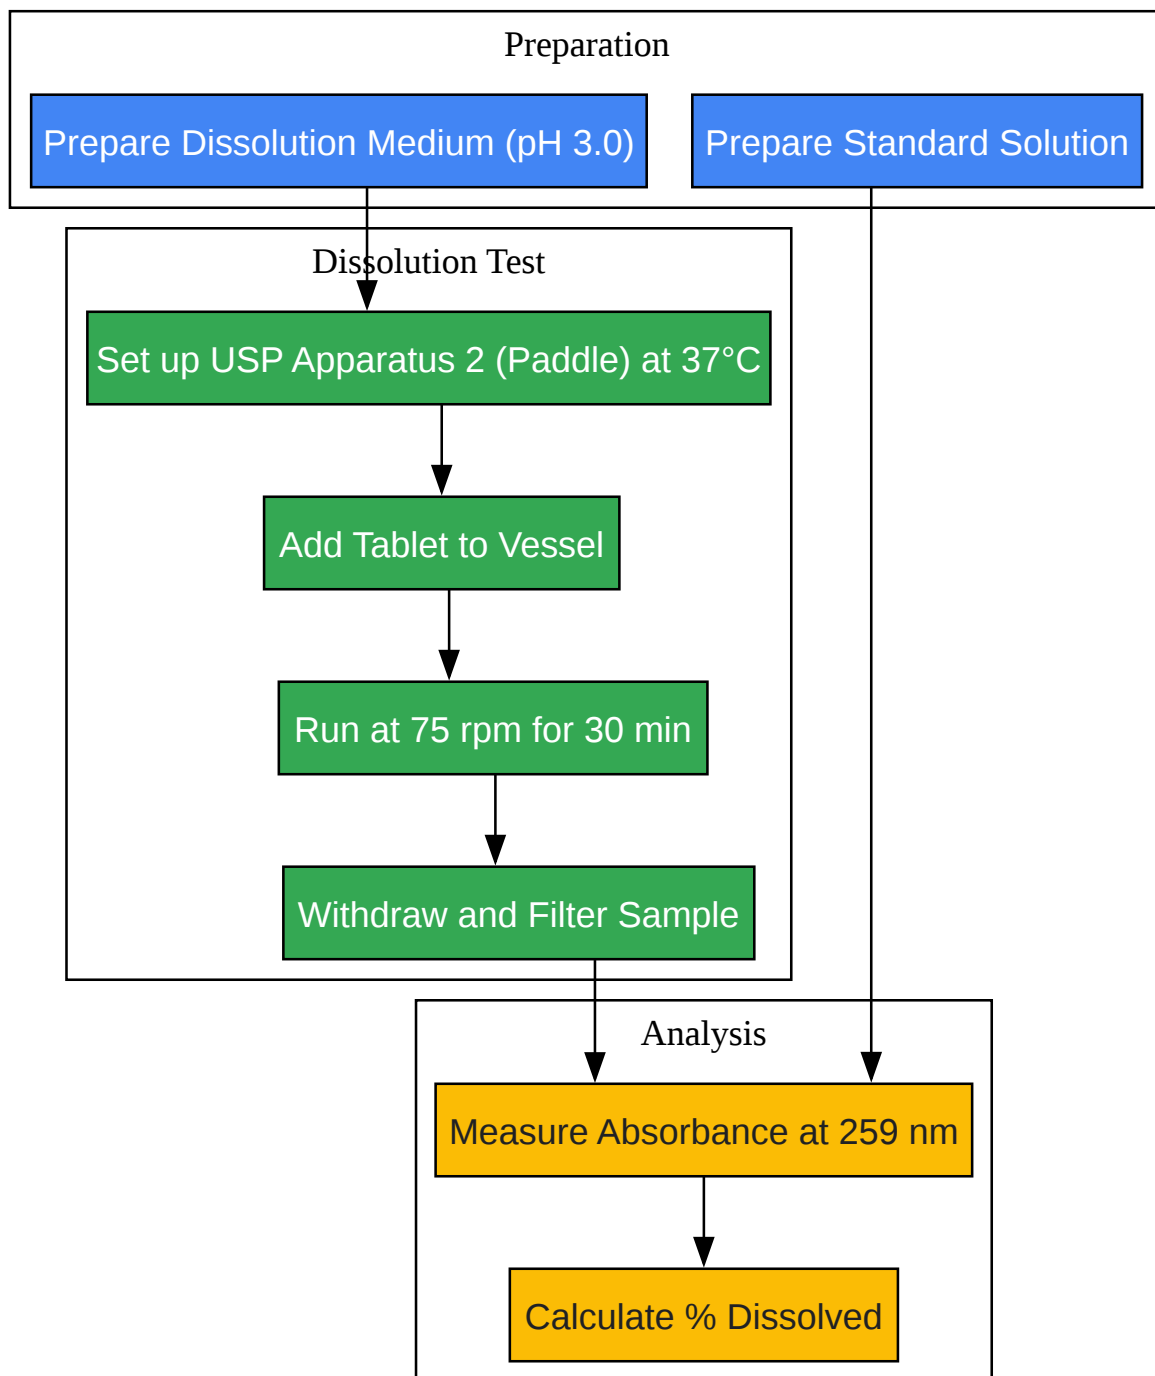 Preparation
Prepare Dissolution Medium (pH 3.0)
Prepare Standard Solution
Dissolution Test
Set up USP Apparatus 2 (Paddle) at 37°C
Add Tablet to Vessel
Run at 75 rpm for 30 min
Withdraw and Filter Sample
Analysis
Measure Absorbance at 259 nm
Calculate % Dissolved